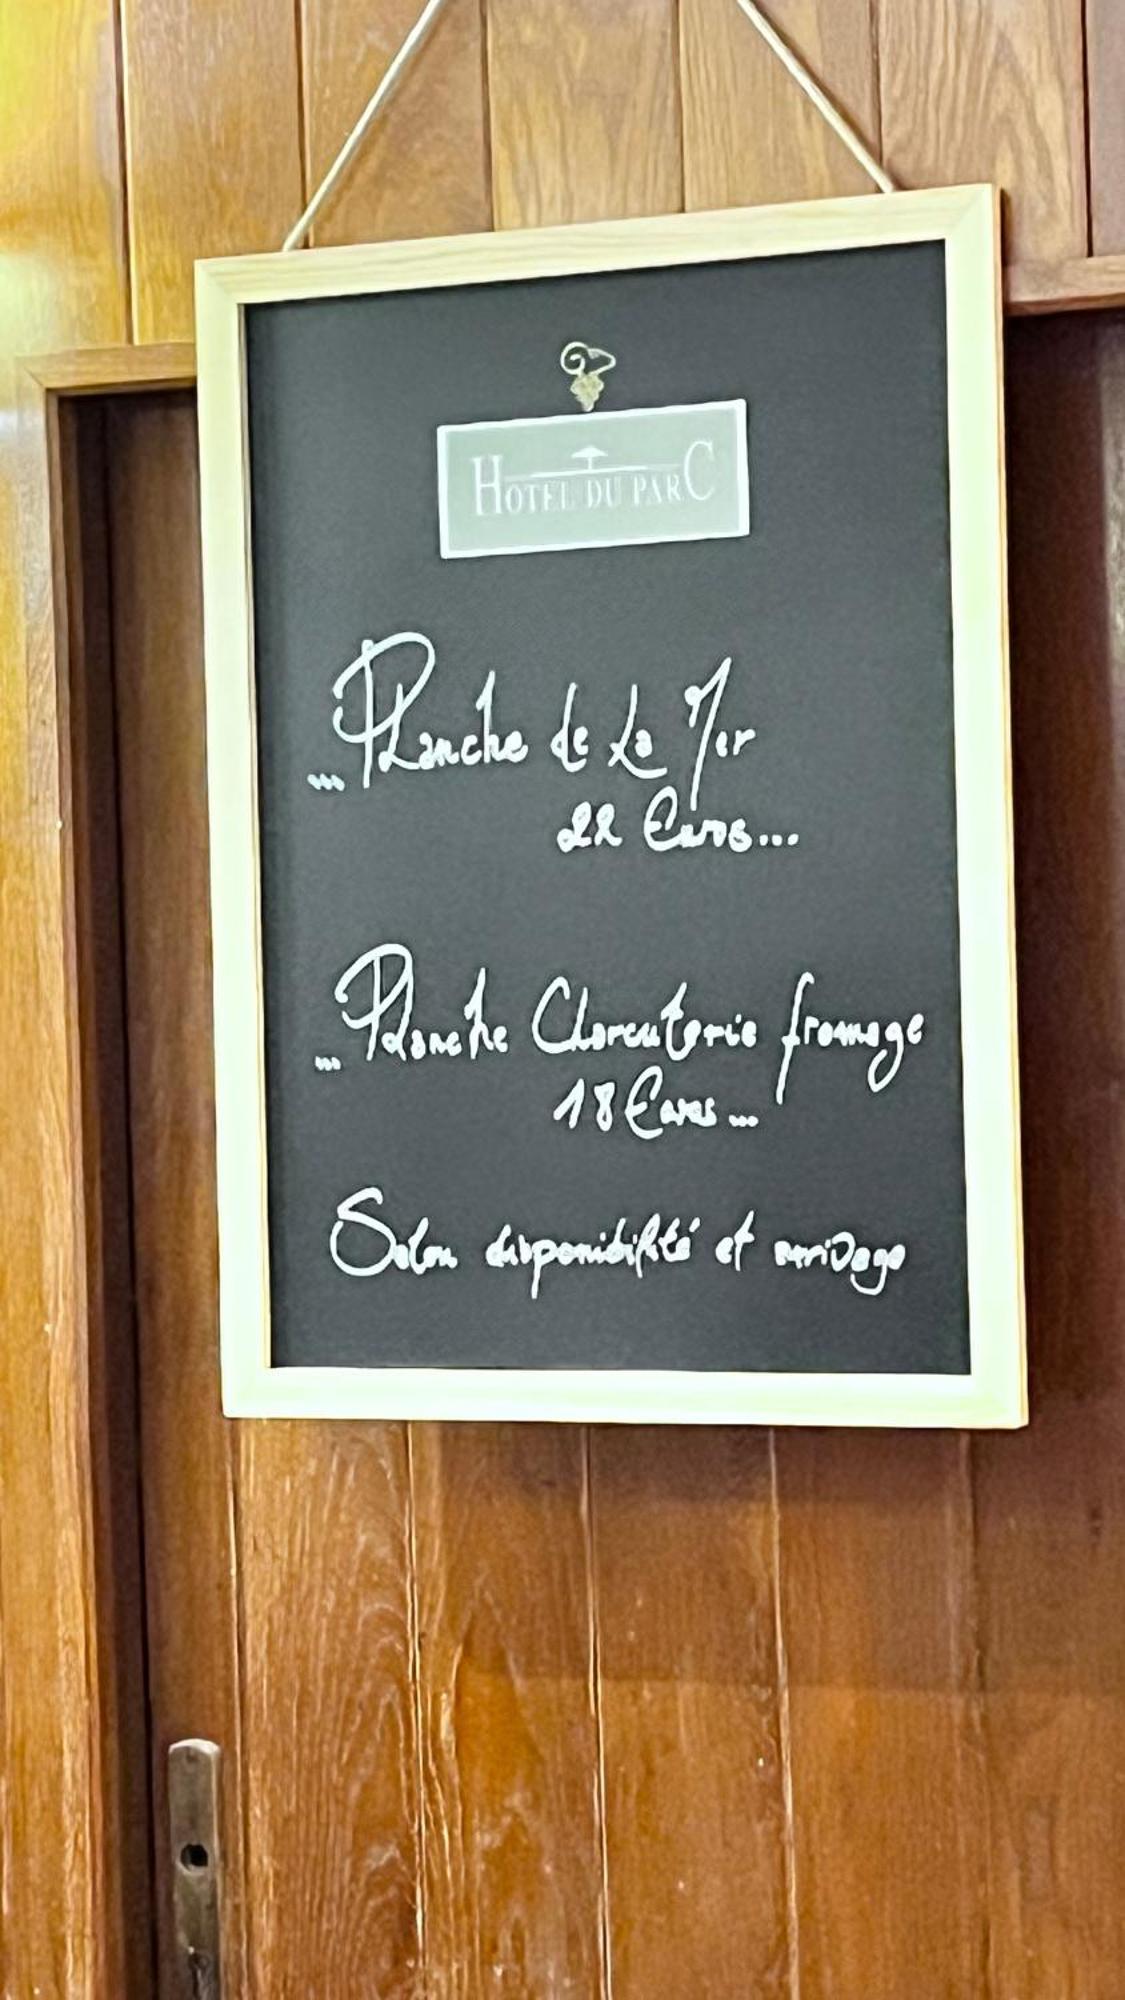 HOTEL DU PARC
... Planche de La Mer
22 Euros...
... Planche Charcuterie fromage
18 Euros...
Selon disponibilité et arrivage